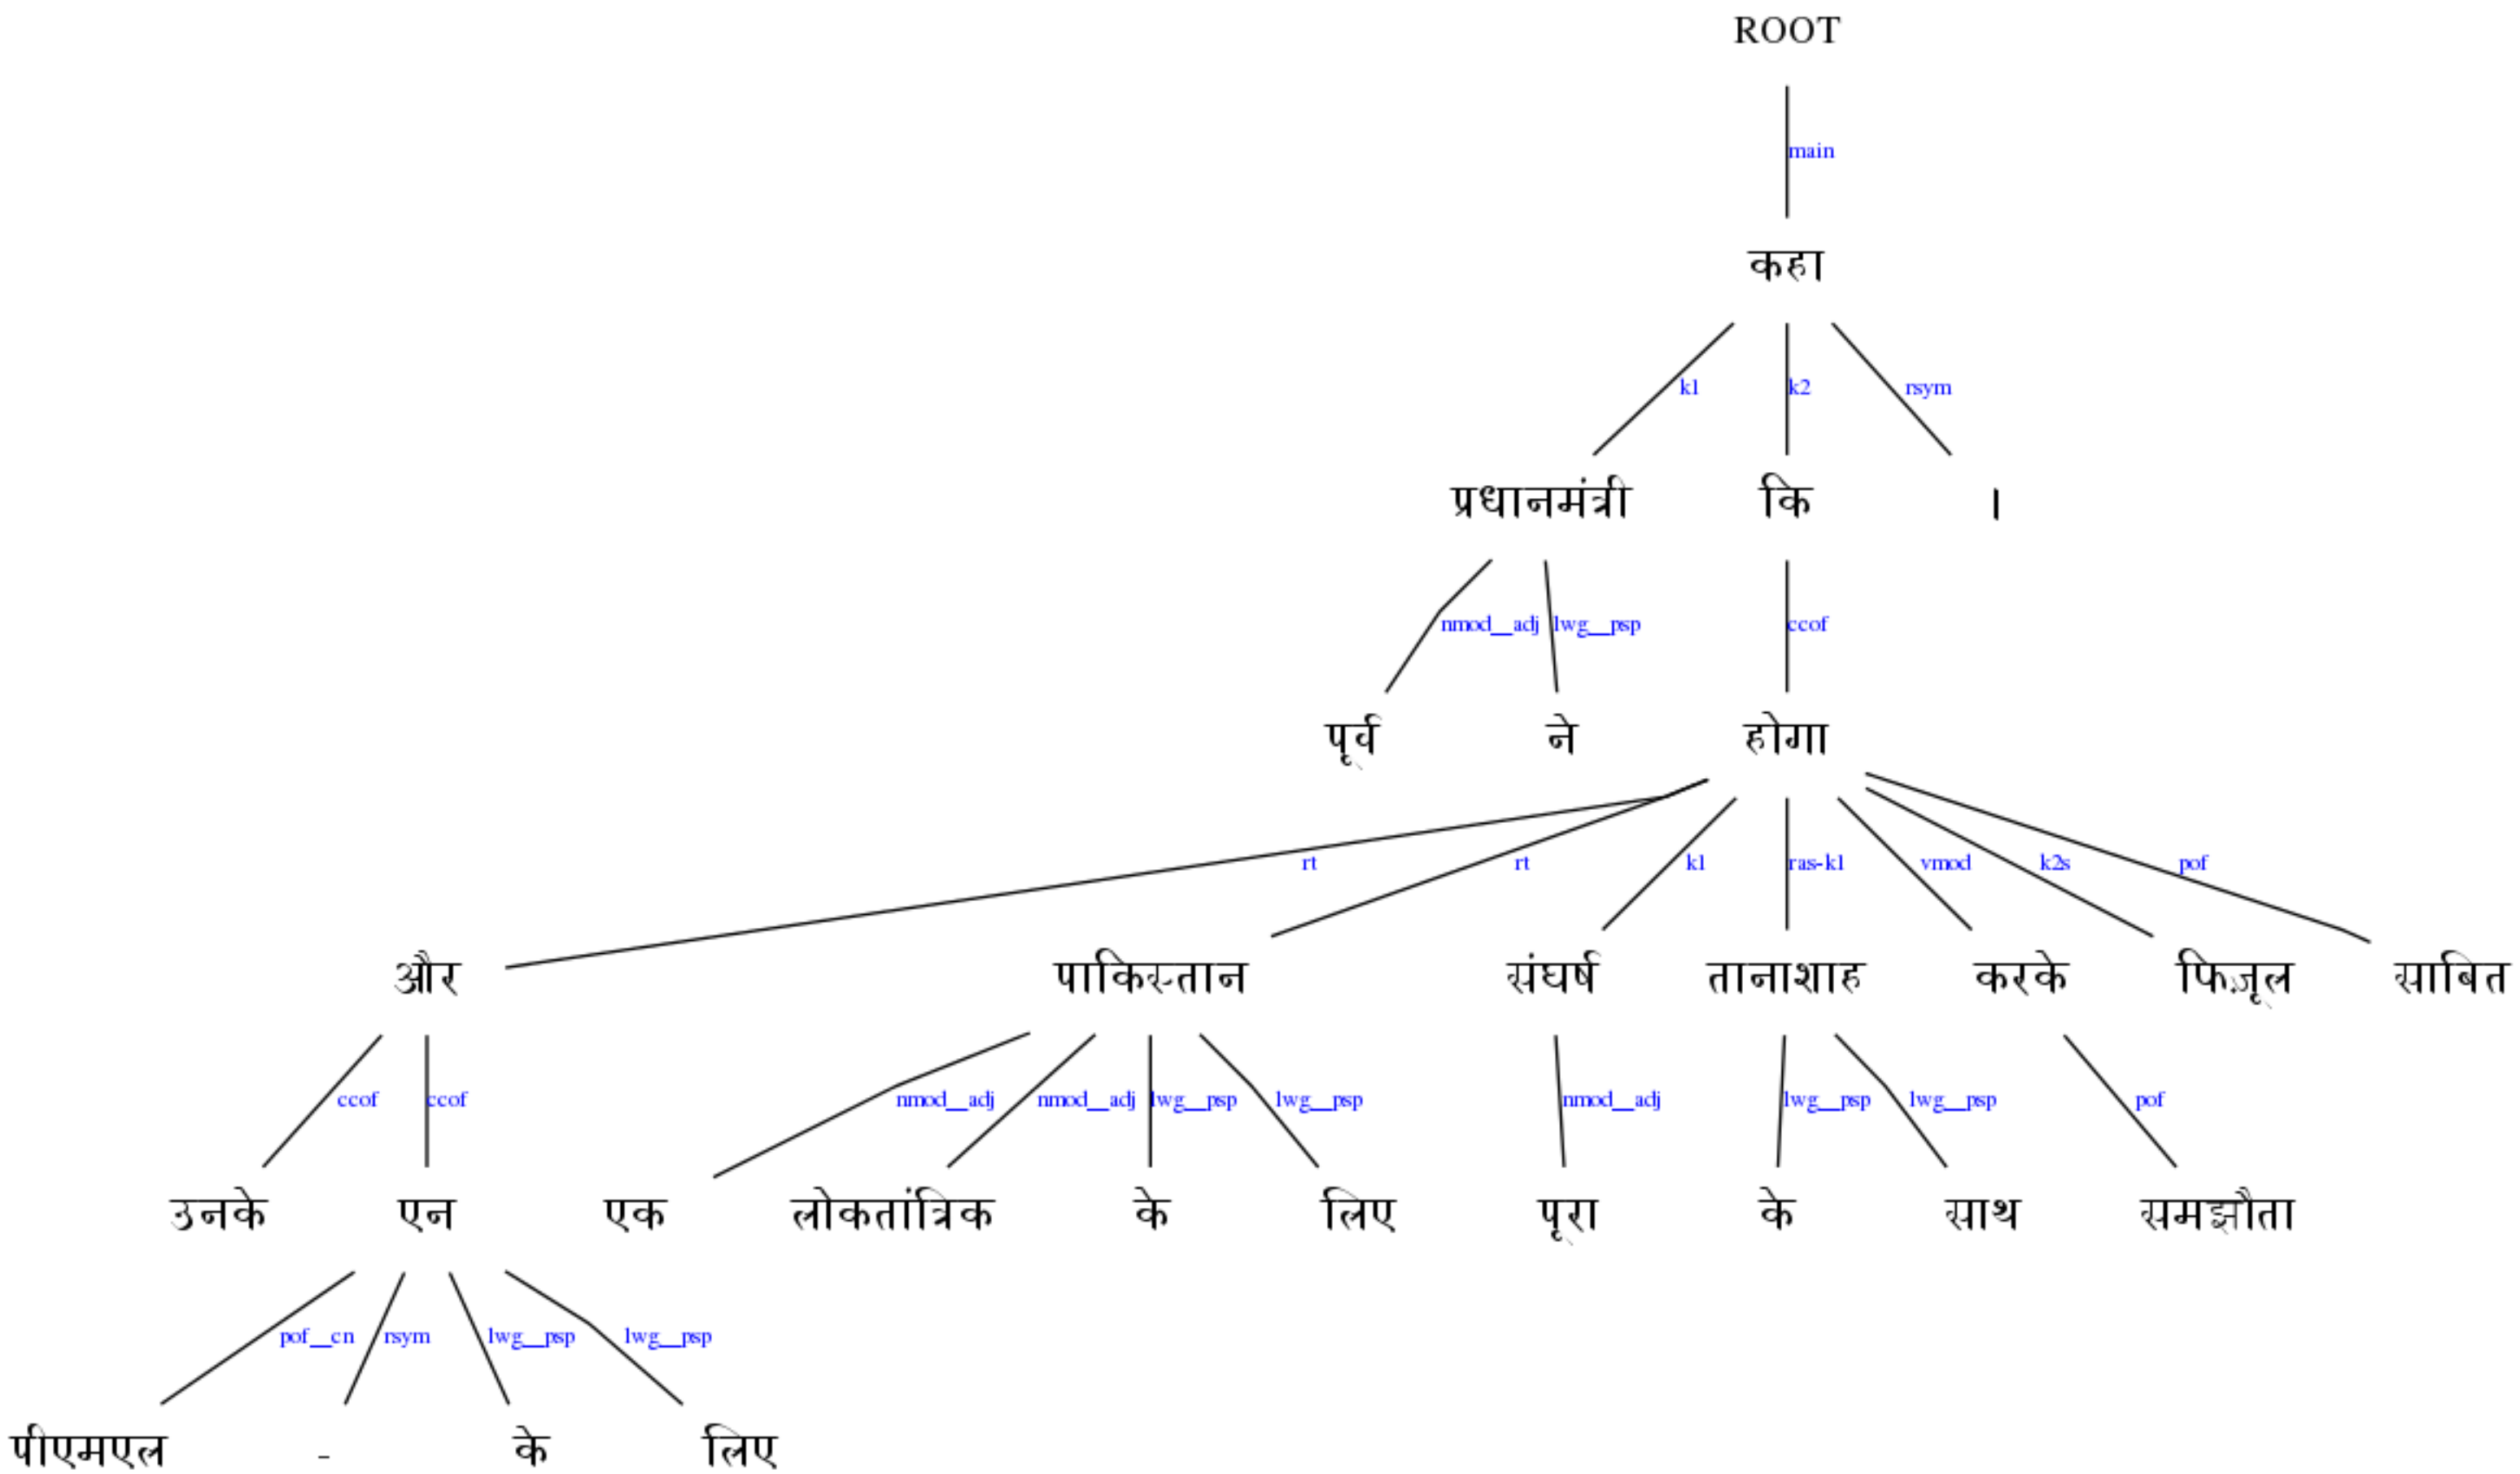 ROOT
main
कहा
k1 k2 rsym
प्रधानमंत्री कि ।
nmod__adj lwg__psp ccof
पूर्व ने होगा
rt rt k1 ras-k1 vmod k2s pof
और पाकिस्तान संघर्ष तानाशाह करके फिज़ूल साबित
ccof ccof nmod__adj nmod__adj lwg__psp lwg__psp nmod__adj lwg__psp lwg__psp pof
उनके एन एक लोकतांत्रिक के लिए पूरा के साथ समझौता
pof__cn rsym lwg__psp lwg__psp
पीएमएल - के लिए